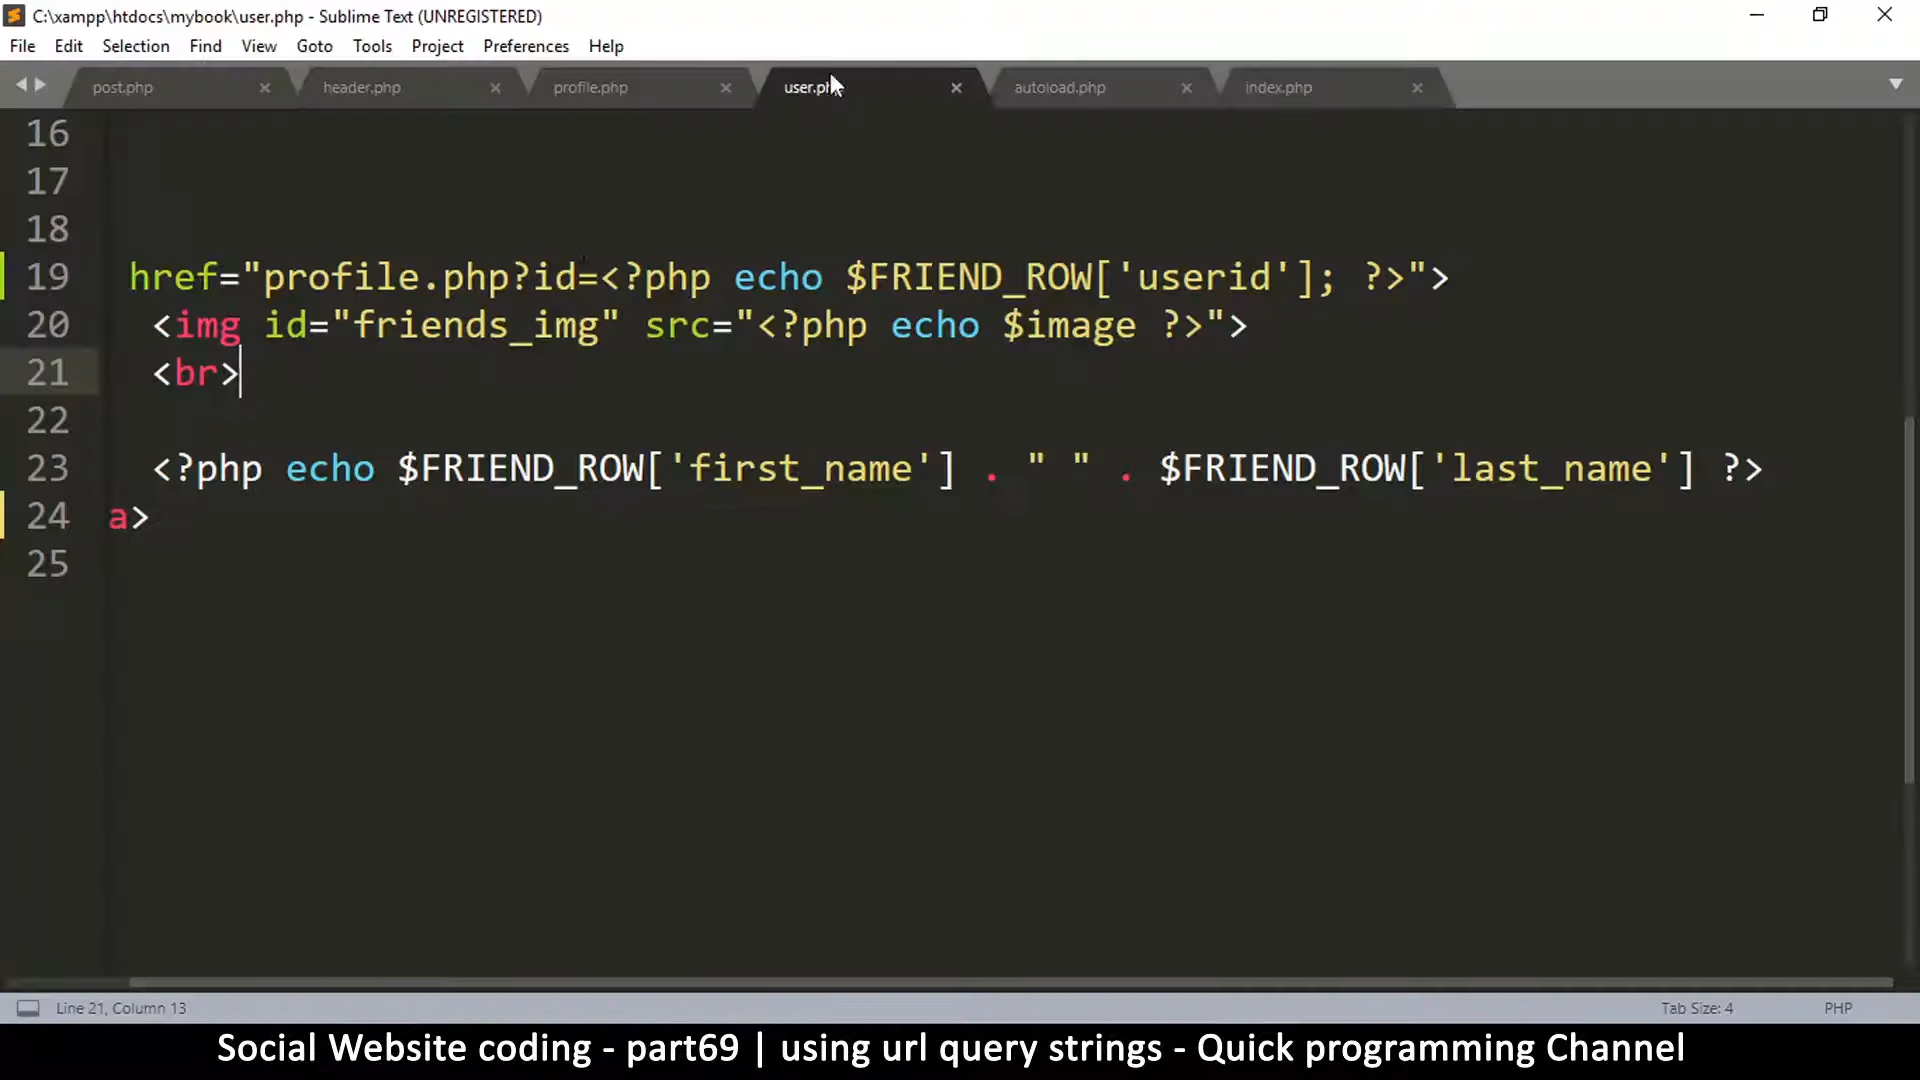 C:\xampp\htdocs\mybook\user.php - Sublime Text (UNREGISTERED)
File Edit Selection Find View Goto Tools Project Preferences Help
post.php header.php profile.php user.php autoload.php index.php
16
17
18
19 href="profile.php?id=<?php echo $FRIEND_ROW['userid']; ?>">
20 <img id="friends_img" src="<?php echo $image ?>">
21 <br>
22
23 <?php echo $FRIEND_ROW['first_name'] . " " . $FRIEND_ROW['last_name'] ?>
24 a>
25
Line 21, Column 13 Tab Size: 4 PHP
Social Website coding - part69 | using url query strings - Quick programming Channel